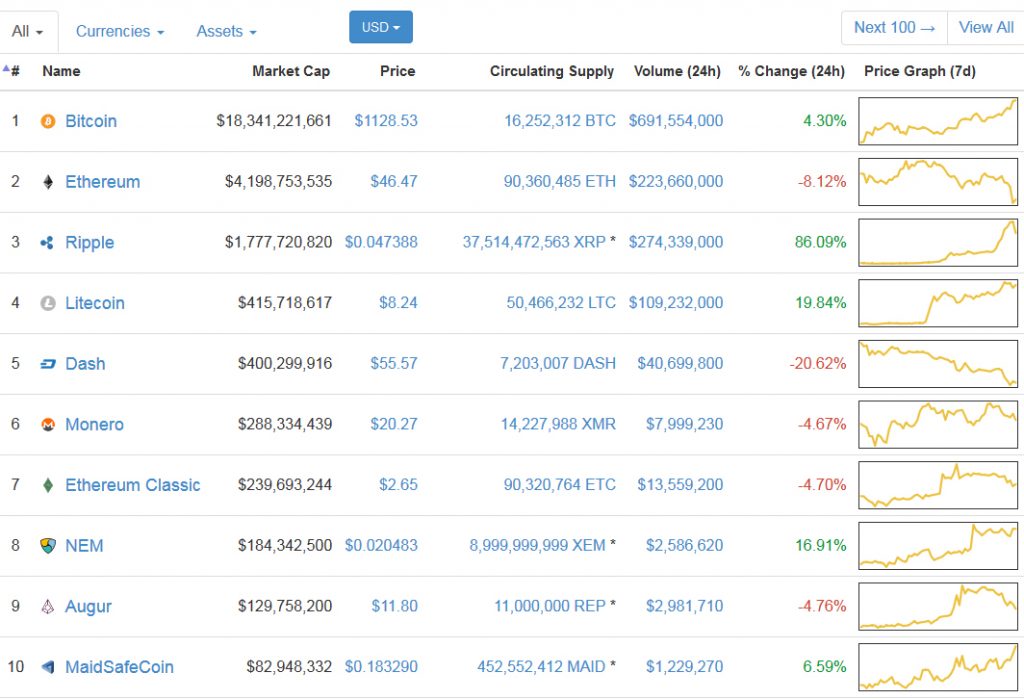 All Currencies Assets USD Next 100 → View All
# Name Market Cap Price Circulating Supply Volume (24h) % Change (24h) Price Graph (7d)
1 Bitcoin $18,341,221,661 $1128.53 16,252,312 BTC $691,554,000 4.30%
2 Ethereum $4,198,753,535 $46.47 90,360,485 ETH $223,660,000 -8.12%
3 Ripple $1,777,720,820 $0.047388 37,514,472,563 XRP * $274,339,000 86.09%
4 Litecoin $415,718,617 $8.24 50,466,232 LTC $109,232,000 19.84%
5 Dash $400,299,916 $55.57 7,203,007 DASH $40,699,800 -20.62%
6 Monero $288,334,439 $20.27 14,227,988 XMR $7,999,230 -4.67%
7 Ethereum Classic $239,693,244 $2.65 90,320,764 ETC $13,559,200 -4.70%
8 NEM $184,342,500 $0.020483 8,999,999,999 XEM * $2,586,620 16.91%
9 Augur $129,758,200 $11.80 11,000,000 REP * $2,981,710 -4.76%
10 MaidSafeCoin $82,948,332 $0.183290 452,552,412 MAID * $1,229,270 6.59%